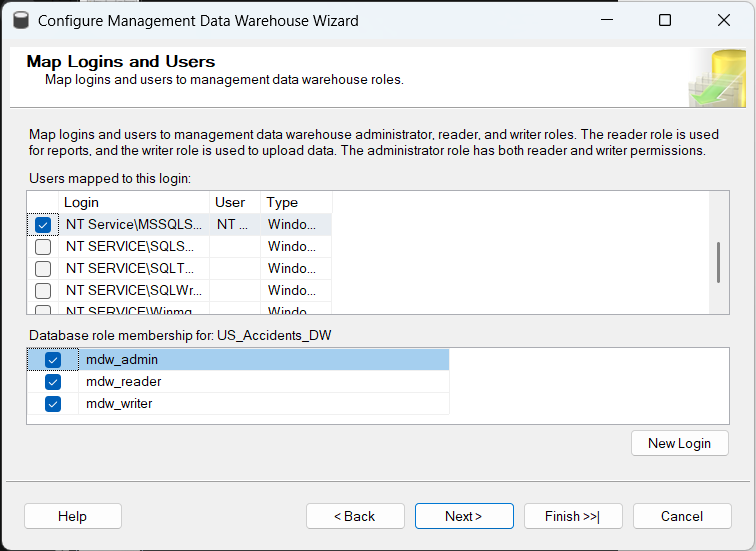 Configure Management Data Warehouse Wizard
Map Logins and Users
Map logins and users to management data warehouse roles.
Map logins and users to management data warehouse administrator, reader, and writer roles. The reader role is used
for reports, and the writer role is used to upload data. The administrator role has both reader and writer permissions.
Users mapped to this login:
Login User Type
NT Service\MSSQLS... NT ... Windo...
NT SERVICE\SQLS... Windo...
NT SERVICE\SQLT... Windo...
NT SERVICE\SQLWr... Windo...
NT SERVICE\Winmg... Windo...
Database role membership for: US_Accidents_DW
mdw_admin
mdw_reader
mdw_writer
New Login
Help < Back Next > Finish >>| Cancel